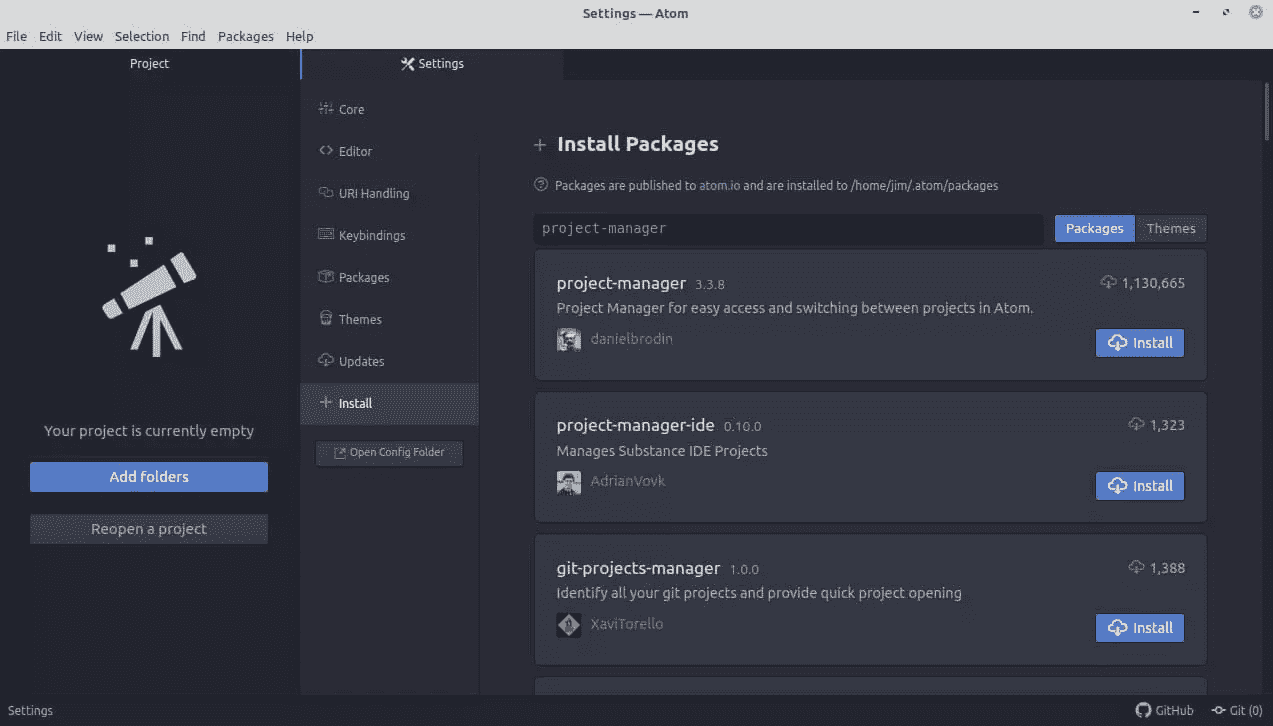 Settings — Atom
File Edit View Selection Find Packages Help
Project
Settings
Your project is currently empty
Add folders
Reopen a project
Core
Editor
URI Handling
Keybindings
Packages
Themes
Updates
Install
Open Config Folder
Install Packages
Packages are published to atom.io and are installed to /home/jim/.atom/packages
project-manager
Packages Themes
project-manager 3.3.8 1,130,665
Project Manager for easy access and switching between projects in Atom.
danielbrodin
Install
project-manager-ide 0.10.0 1,323
Manages Substance IDE Projects
AdrianVovk
Install
git-projects-manager 1.0.0 1,388
Identify all your git projects and provide quick project opening
XaviTorello
Install
Settings GitHub Git (0)